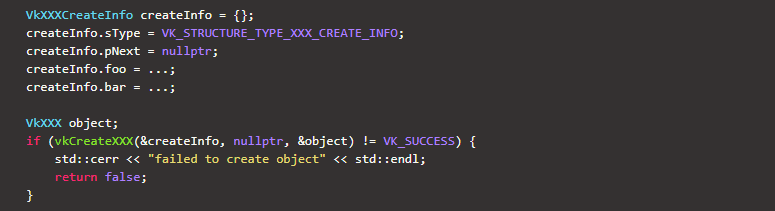 VkXXXCreateInfo createInfo = {};
createInfo.sType = VK_STRUCTURE_TYPE_XXX_CREATE_INFO;
createInfo.pNext = nullptr;
createInfo.foo = ...;
createInfo.bar = ...;

VkXXX object;
if (vkCreateXXX(&createInfo, nullptr, &object) != VK_SUCCESS) {
    std::cerr << "failed to create object" << std::endl;
    return false;
}